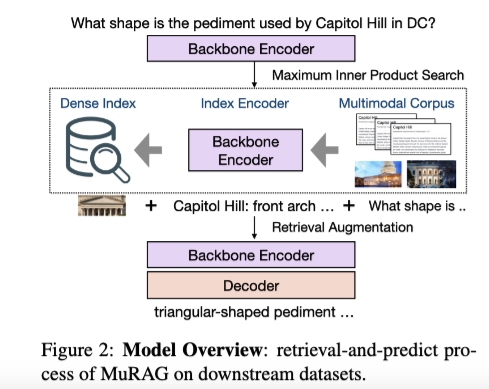 What shape is the pediment used by Capitol Hill in DC?
Backbone Encoder
Maximum Inner Product Search
Dense Index
Index Encoder
Multimodal Corpus
Capitol Hill
Backbone
Encoder
+ Capitol Hill: front arch ... + What shape is ..
Retrieval Augmentation
Backbone Encoder
Decoder
triangular-shaped pediment ...
Figure 2: Model Overview: retrieval-and-predict pro-
cess of MuRAG on downstream datasets.